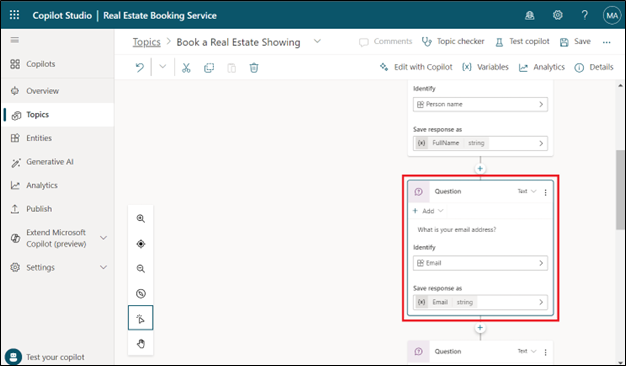 Copilot Studio | Real Estate Booking Service
?
MA
Topics > Book a Real Estate Showing
Comments
Topic checker
Test copilot
Save
...
Edit with Copilot
{x} Variables
Analytics
Details
Copilots
Overview
Topics
Entities
Generative AI
Analytics
Publish
Extend Microsoft
Copilot (preview)
Settings
Test your copilot
Identify
Person name
Save response as
{x} FullName string
Question
Text
+ Add
What is your email address?
Identify
Email
Save response as
{x} Email string
Question
Text